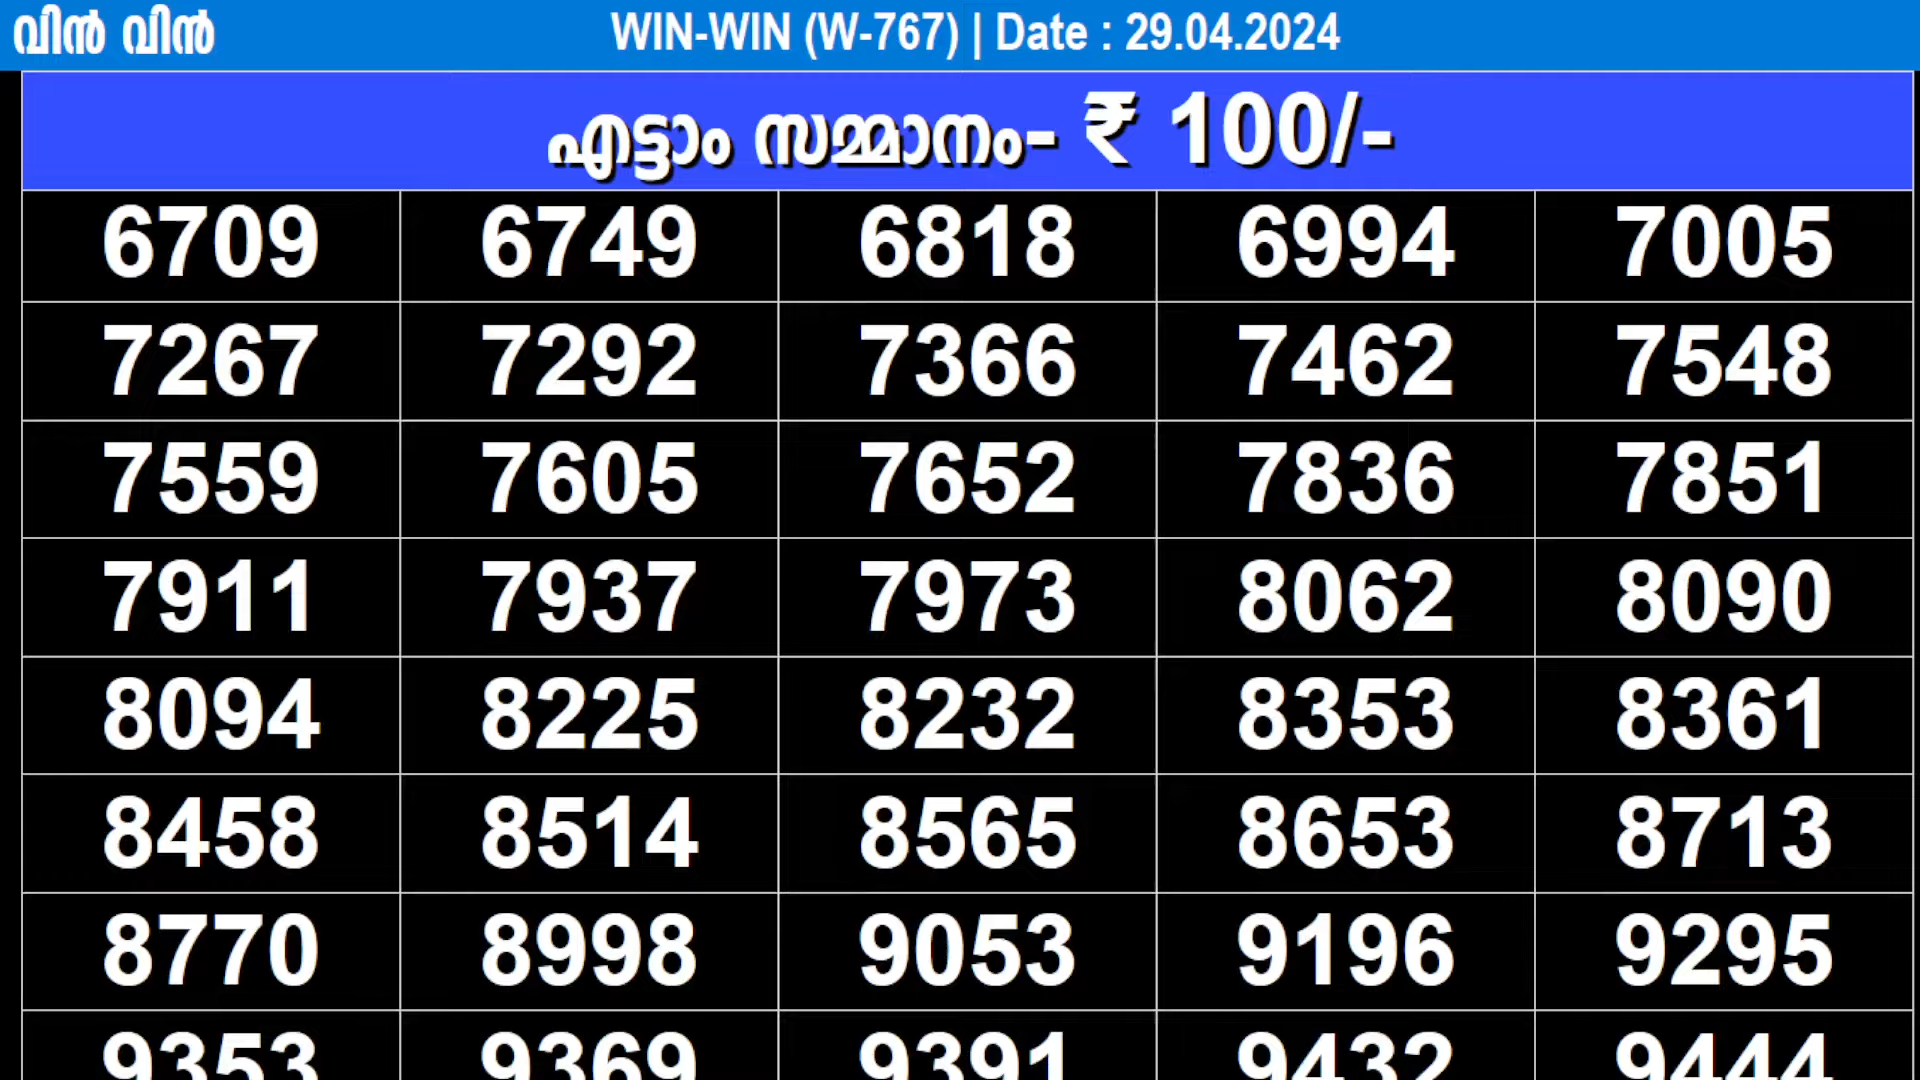 വിൻ വിൻ WIN-WIN (W-767) | Date : 29.04.2024
എട്ടാം സമ്മാനം- ₹ 100/-
6709 6749 6818 6994 7005
7267 7292 7366 7462 7548
7559 7605 7652 7836 7851
7911 7937 7973 8062 8090
8094 8225 8232 8353 8361
8458 8514 8565 8653 8713
8770 8998 9053 9196 9295
9353 9369 9391 9432 9444